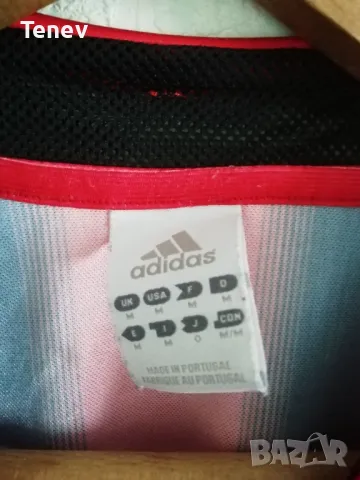 Tenev
adidas
UK USA F D
M M M M
E I J CDN
M M O M/M
MADE IN PORTUGAL
FABRIQUE AU PORTUGAL
BAZAR